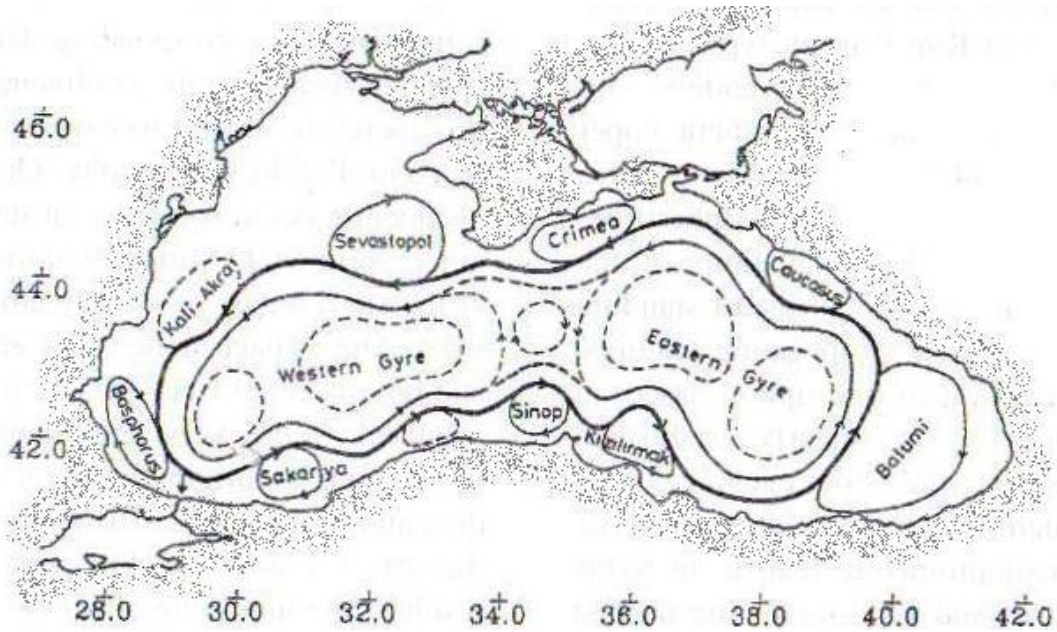 46.0
Sevastopol
Crimea
44.0
Kali-Akra
Caucasus
Western Gyre
Eastern Gyre
Bosphorus
Sinop
42.0
Sakarya
Kizilirmak
Batumi
28.0 30.0 32.0 34.0 36.0 38.0 40.0 42.0